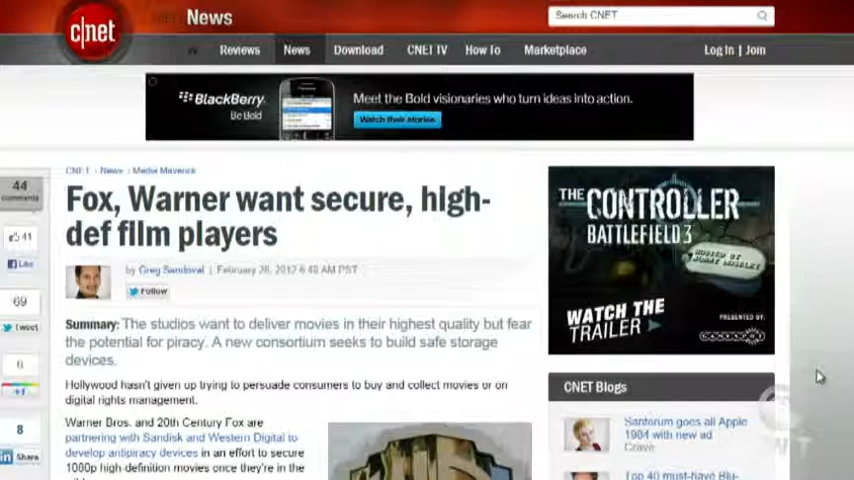 c|net
News
Search CNET
Reviews
News
Download
CNET TV
How To
Marketplace
Log In | Join
BlackBerry
Be Bold
Meet the Bold visionaries who turn ideas into action.
Watch their stories
CNET › News › Media Maverick
44
comments
Fox, Warner want secure, high-
def film players
41
Like
by Greg Sandoval | February 28, 2012 6:48 AM PST
Follow
69
Tweet
Summary: The studios want to deliver movies in their highest quality but fear
the potential for piracy. A new consortium seeks to build safe storage
devices.
+1
Hollywood hasn't given up trying to persuade consumers to buy and collect movies or on
digital rights management.
8
Share
Warner Bros. and 20th Century Fox are
partnering with Sandisk and Western Digital to
develop antipiracy devices in an effort to secure
1080p high-definition movies once they're in the
THE
CONTROLLER
BATTLEFIELD 3
HOSTED BY
WATCH THE
TRAILER
PRESENTED BY:
GAMESPOT
CNET Blogs
Santorum goes all Apple
1984 with new ad
Crave
Top 40 must-have Blu-